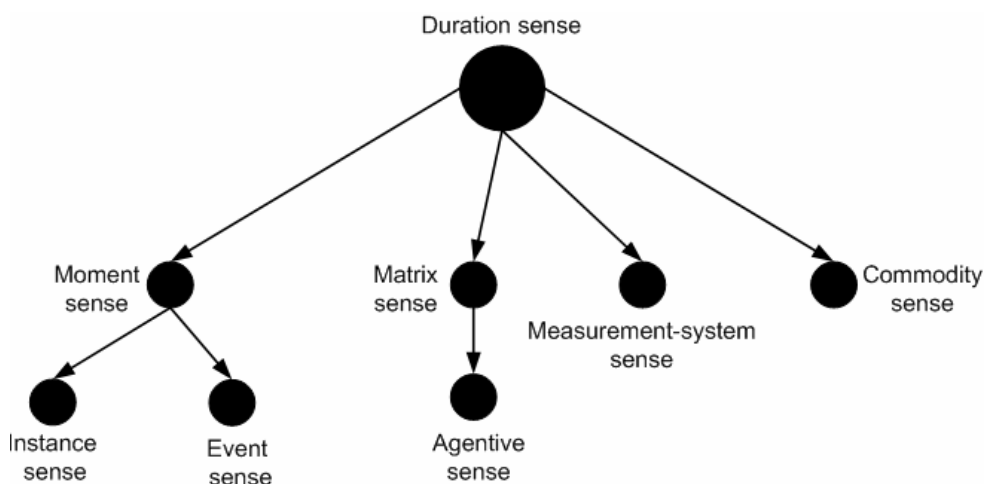 Duration sense
Moment
sense
Matrix
sense
Measurement-system
sense
Commodity
sense
Instance
sense
Event
sense
Agentive
sense